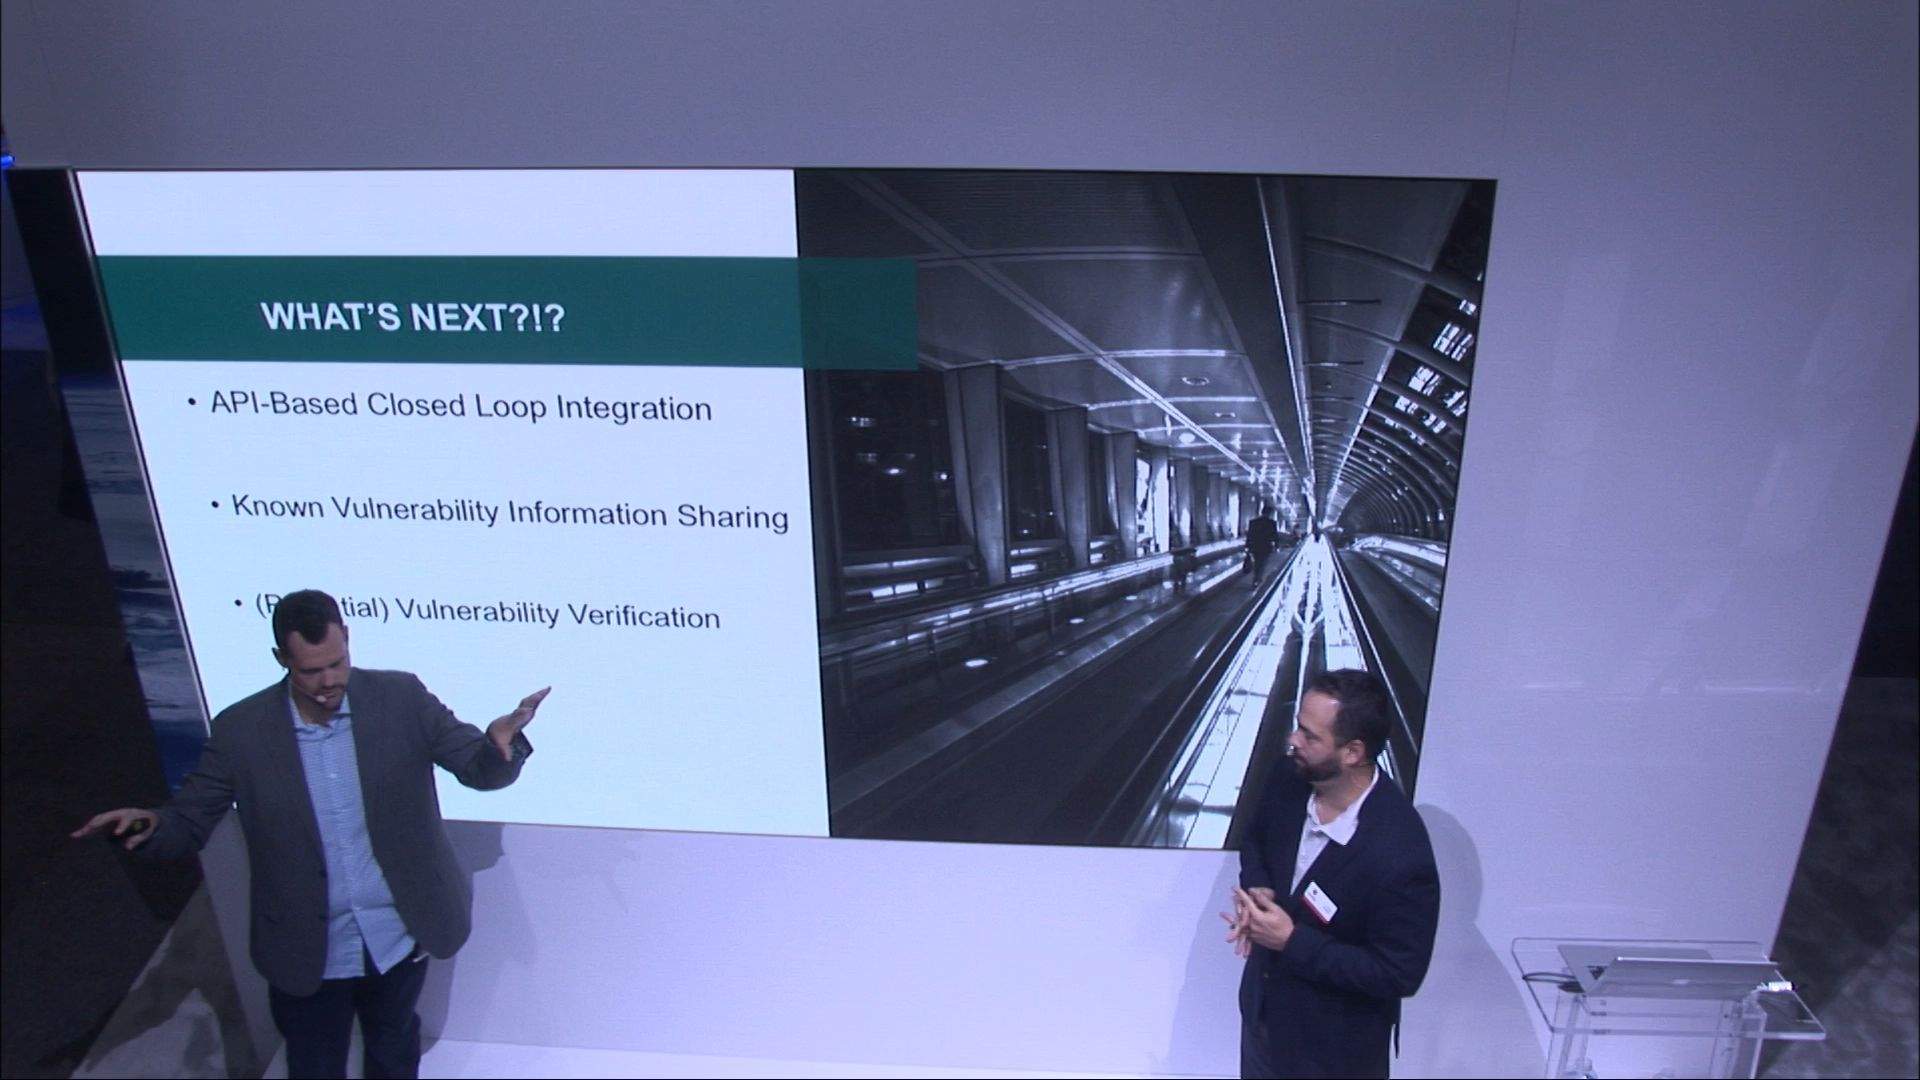 WHAT'S NEXT?!?
• API-Based Closed Loop Integration
• Known Vulnerability Information Sharing
• Vulnerability Verification